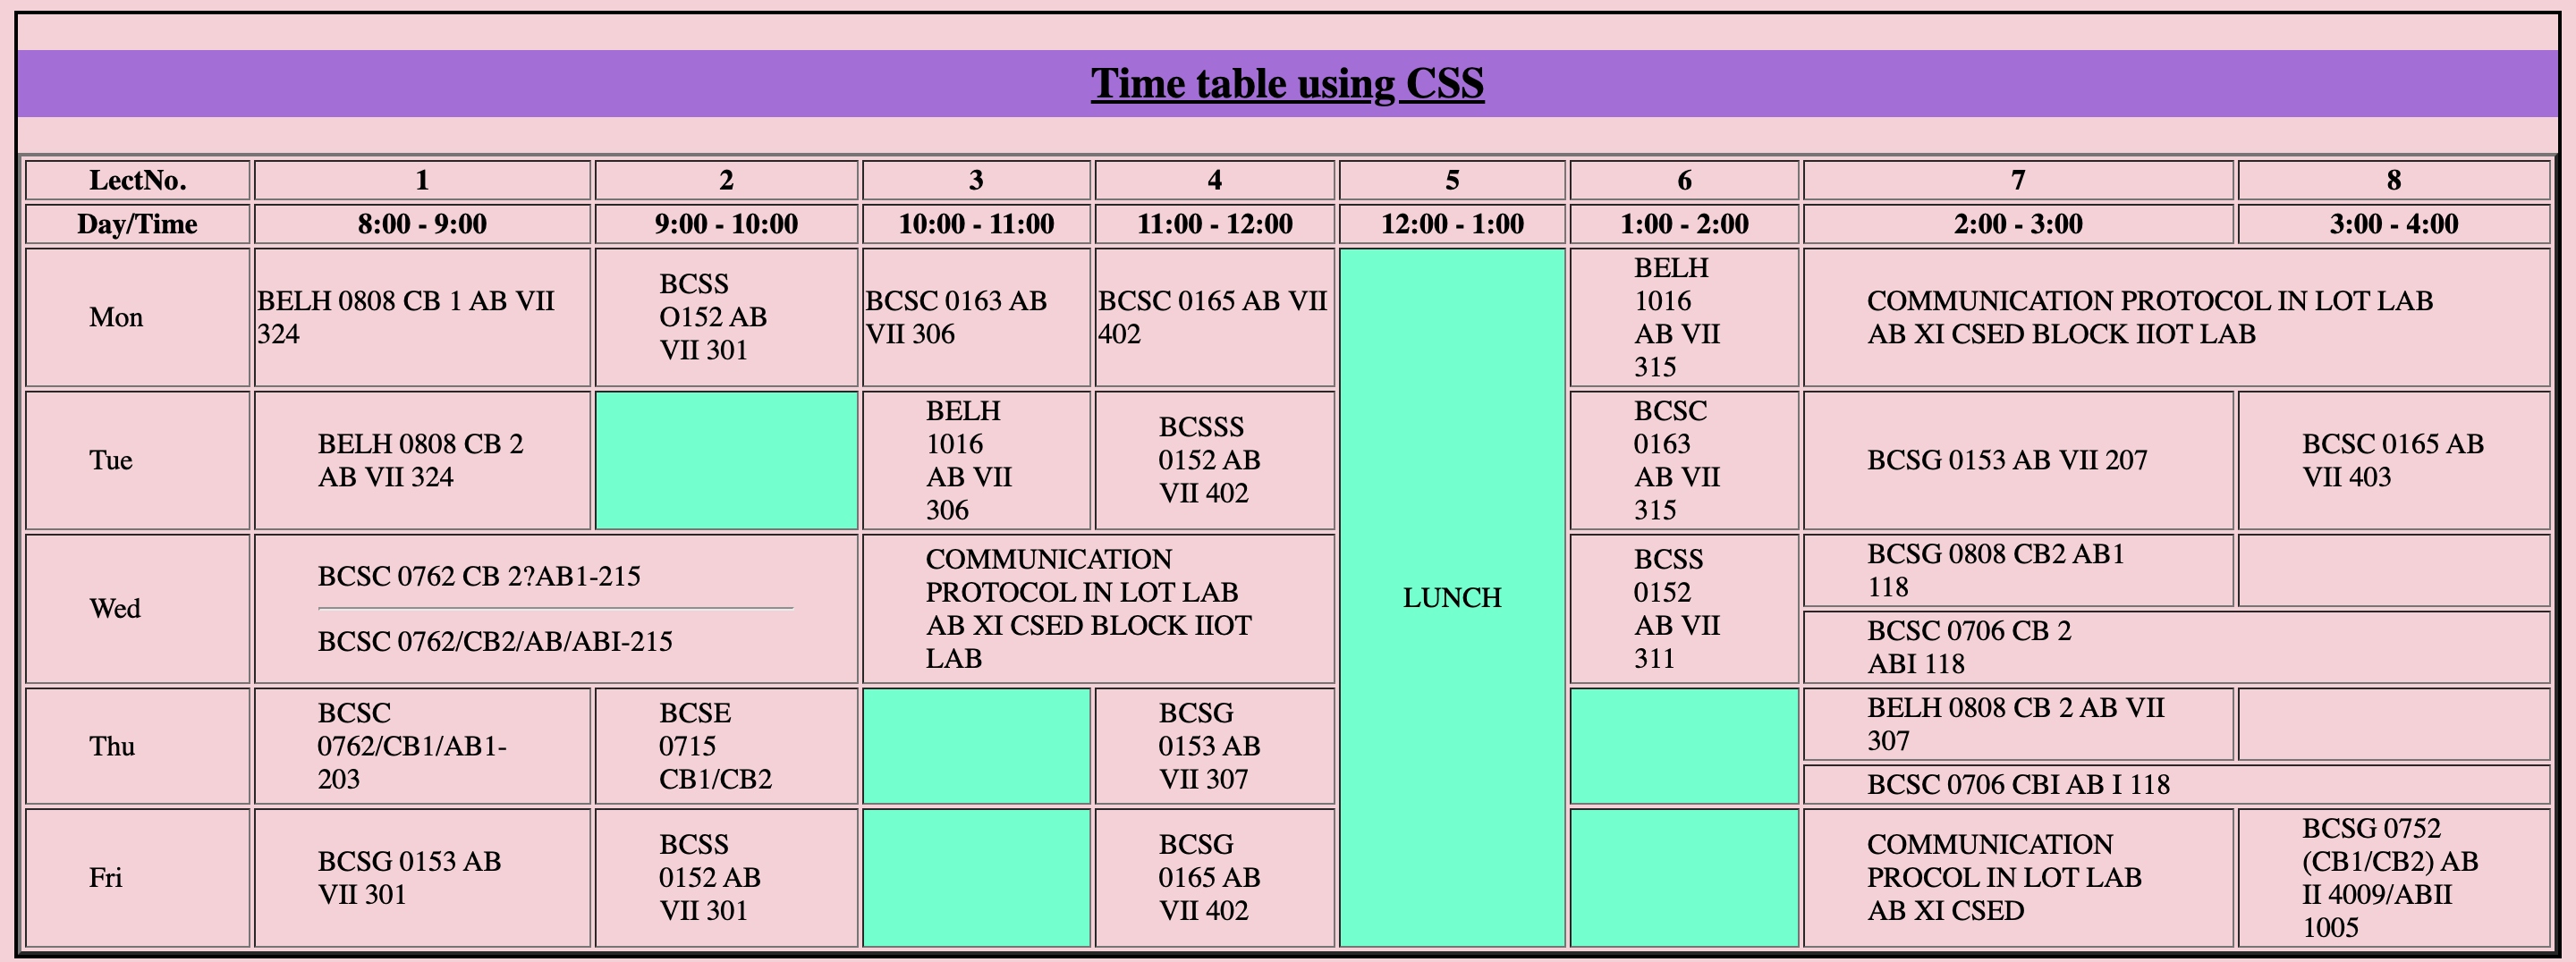 Time table using CSS
LectNo. 1 2 3 4 5 6 7 8
Day/Time 8:00 - 9:00 9:00 - 10:00 10:00 - 11:00 11:00 - 12:00 12:00 - 1:00 1:00 - 2:00 2:00 - 3:00 3:00 - 4:00
Mon
BELH 0808 CB 1 AB VII
324
BCSS
O152 AB
VII 301
BCSC 0163 AB
VII 306
BCSC 0165 AB VII
402
LUNCH
BELH
1016
AB VII
315
COMMUNICATION PROTOCOL IN LOT LAB
AB XI CSED BLOCK IIOT LAB
Tue
BELH 0808 CB 2
AB VII 324
BELH
1016
AB VII
306
BCSSS
0152 AB
VII 402
BCSC
0163
AB VII
315
BCSG 0153 AB VII 207
BCSC 0165 AB
VII 403
Wed
BCSC 0762 CB 2?AB1-215
BCSC 0762/CB2/AB/ABI-215
COMMUNICATION
PROTOCOL IN LOT LAB
AB XI CSED BLOCK IIOT
LAB
BCSS
0152
AB VII
311
BCSG 0808 CB2 AB1
118
BCSC 0706 CB 2
ABI 118
Thu
BCSC
0762/CB1/AB1-
203
BCSE
0715
CB1/CB2
BCSG
0153 AB
VII 307
BELH 0808 CB 2 AB VII
307
BCSC 0706 CBI AB I 118
Fri
BCSG 0153 AB
VII 301
BCSS
0152 AB
VII 301
BCSG
0165 AB
VII 402
COMMUNICATION
PROCOL IN LOT LAB
AB XI CSED
BCSG 0752
(CB1/CB2) AB
II 4009/ABII
1005